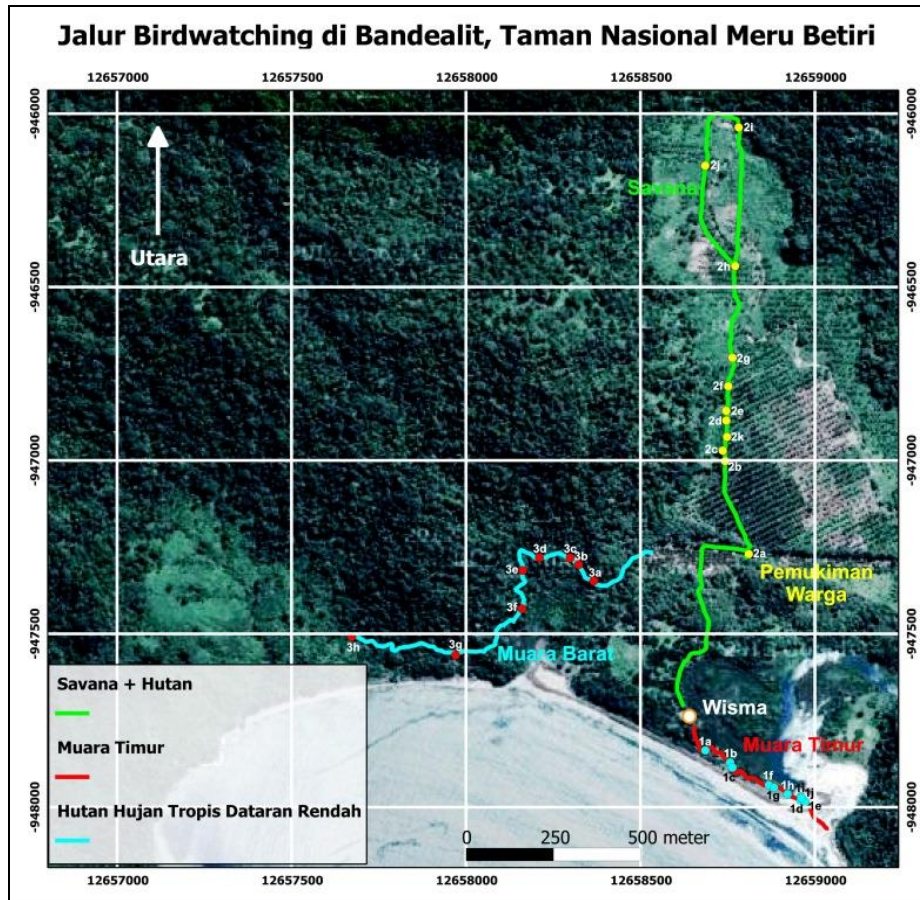 Jalur Birdwatching di Bandealit, Taman Nasional Meru Betiri
12657000 12657500 12658000 12658500 12659000
-946000
-946000
2i
2j
Savana
Utara
2h
-946500
-946500
2g
2f
2e
2d
2k
2c
2b
-947000
-947000
3d
3c
3b
2a
3e
3a
Pemukiman
Warga
3f
-947500
-947500
3h
3g
Muara Barat
Savana + Hutan
Wisma
Muara Timur
Muara Timur
1a
1b
1c
1f
1g
1h
1i
1j
1d
1e
Hutan Hujan Tropis Dataran Rendah
-948000
-948000
0 250 500 meter
12657000 12657500 12658000 12658500 12659000